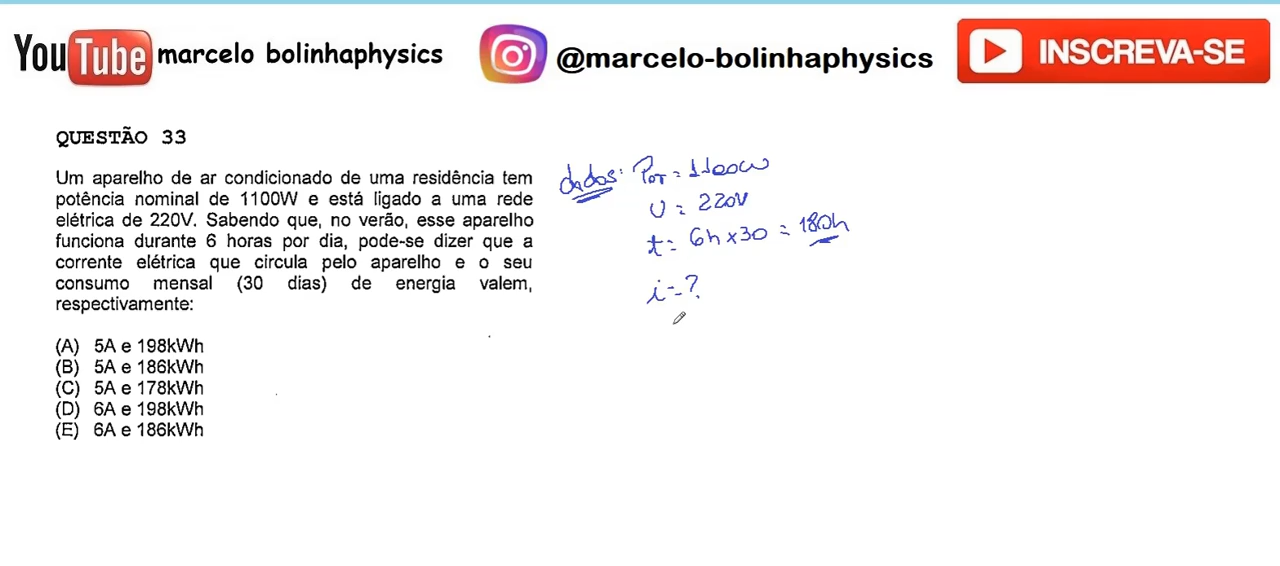 YouTube marcelo bolinhaphysics @marcelo-bolinhaphysics INSCREVA-SE
QUESTÃO 33
Um aparelho de ar condicionado de uma residência tem
potência nominal de 1100W e está ligado a uma rede
elétrica de 220V. Sabendo que, no verão, esse aparelho
funciona durante 6 horas por dia, pode-se dizer que a
corrente elétrica que circula pelo aparelho e o seu
consumo mensal (30 dias) de energia valem,
respectivamente:
(A) 5A e 198kWh
(B) 5A e 186kWh
(C) 5A e 178kWh
(D) 6A e 198kWh
(E) 6A e 186kWh
dados: Pot = 1100W
U = 220V
t = 6h x 30 = 180h
i = ?